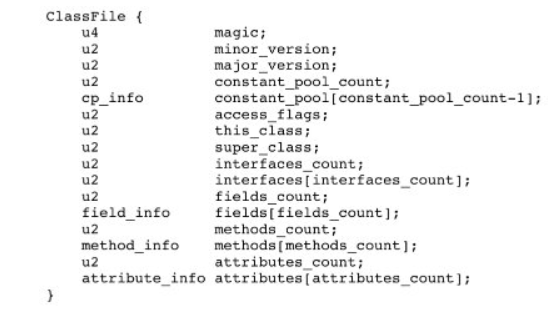 ClassFile {
    u4             magic;
    u2             minor_version;
    u2             major_version;
    u2             constant_pool_count;
    cp_info        constant_pool[constant_pool_count-1];
    u2             access_flags;
    u2             this_class;
    u2             super_class;
    u2             interfaces_count;
    u2             interfaces[interfaces_count];
    u2             fields_count;
    field_info     fields[fields_count];
    u2             methods_count;
    method_info    methods[methods_count];
    u2             attributes_count;
    attribute_info attributes[attributes_count];
}